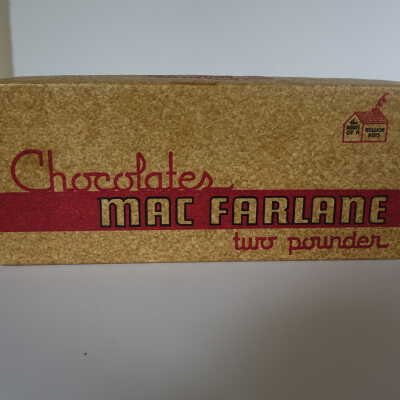 Chocolates
MAC FARLANE
two pounder